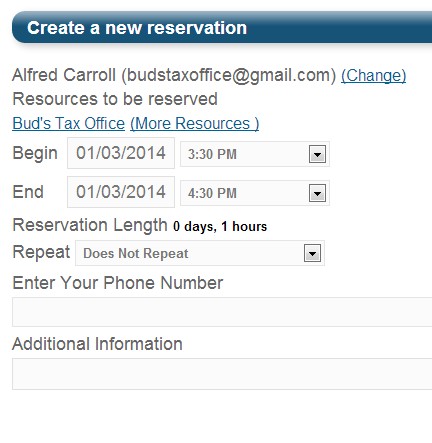 Create a new reservation
Alfred Carroll (budstaxoffice@gmail.com) (Change)
Resources to be reserved
Bud's Tax Office (More Resources )
Begin 01/03/2014 3:30 PM
End 01/03/2014 4:30 PM
Reservation Length 0 days, 1 hours
Repeat Does Not Repeat
Enter Your Phone Number
Additional Information